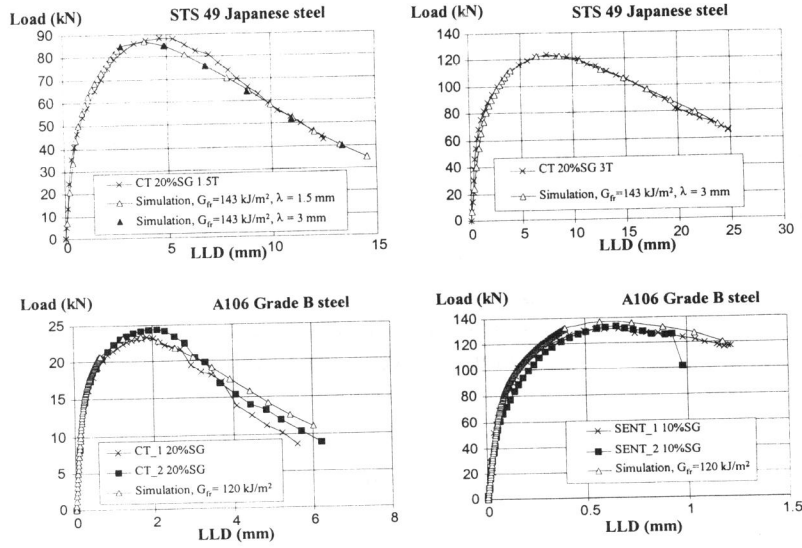 Load (kN) STS 49 Japanese steel
90
80
70
60
50
40
30
20
10
0
CT 20%SG 1.5T
Simulation, Gfr=143 kJ/m², λ = 1.5 mm
Simulation, Gfr=143 kJ/m², λ = 3 mm
0 5 10 15
LLD (mm)
Load (kN) STS 49 Japanese steel
140
120
100
80
60
40
20
0
CT 20%SG 3T
Simulation, Gfr=143 kJ/m², λ = 3 mm
0 5 10 15 20 25 30
LLD (mm)
Load (kN) A106 Grade B steel
25
20
15
10
5
0
CT_1 20%SG
CT_2 20%SG
Simulation, Gfr= 120 kJ/m²
0 2 4 6 8
LLD (mm)
Load (kN) A106 Grade B steel
140
120
100
80
60
40
20
0
SENT_1 10%SG
SENT_2 10%SG
Simulation, Gfr=120 kJ/m²
0 0.5 1 1.5
LLD (mm)